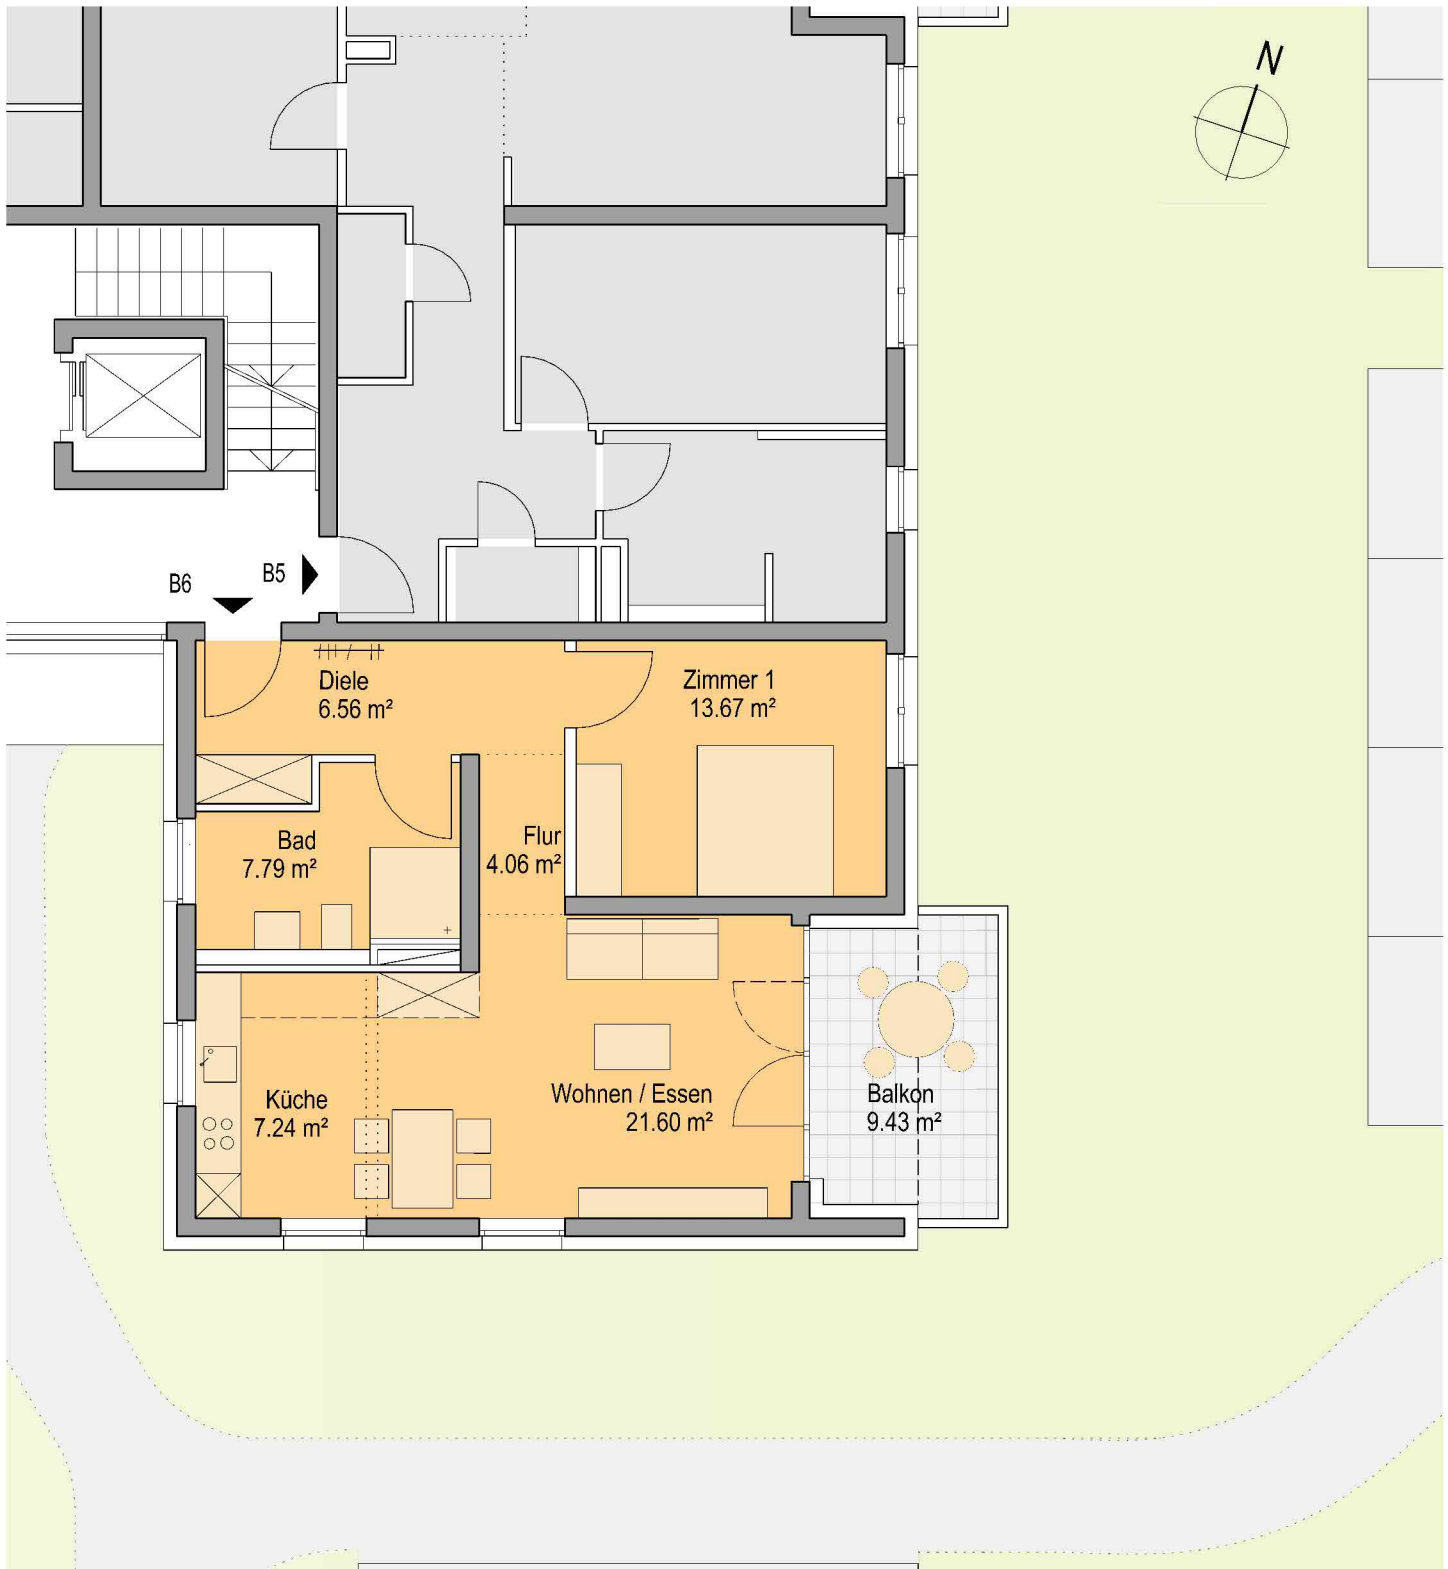 N
B5
B6
Diele
6.56 m²
Zimmer 1
13.67 m²
Bad
7.79 m²
Flur
4.06 m²
Küche
7.24 m²
Wohnen / Essen
21.60 m²
Balkon
9.43 m²